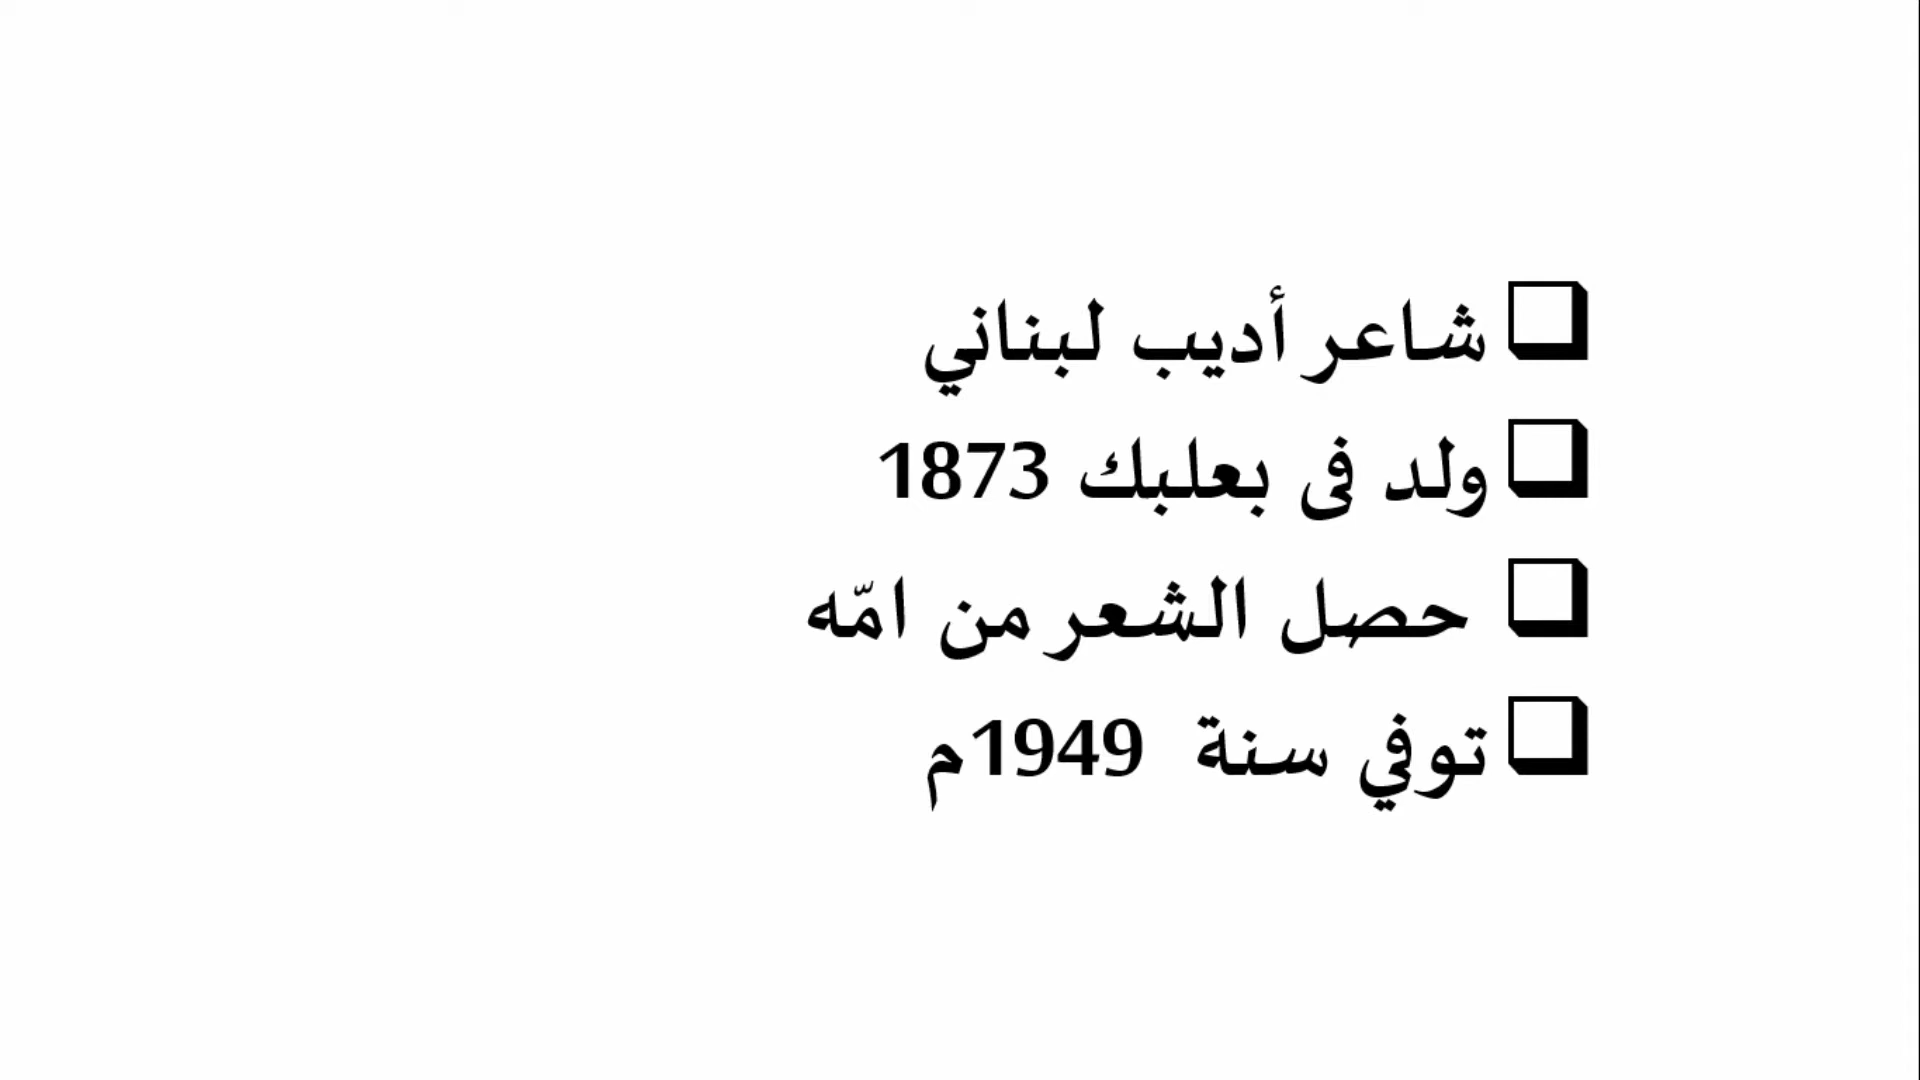 شاعر أديب لبناني
ولد فى بعلبك 1873
حصل الشعر من امّه
توفي سنة 1949م